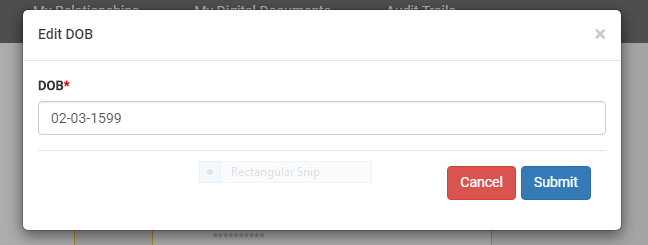 My Relationships My Digital Documents Audit Trails
Edit DOB ×
DOB*
02-03-1599
Rectangular Snip
Cancel Submit
**********